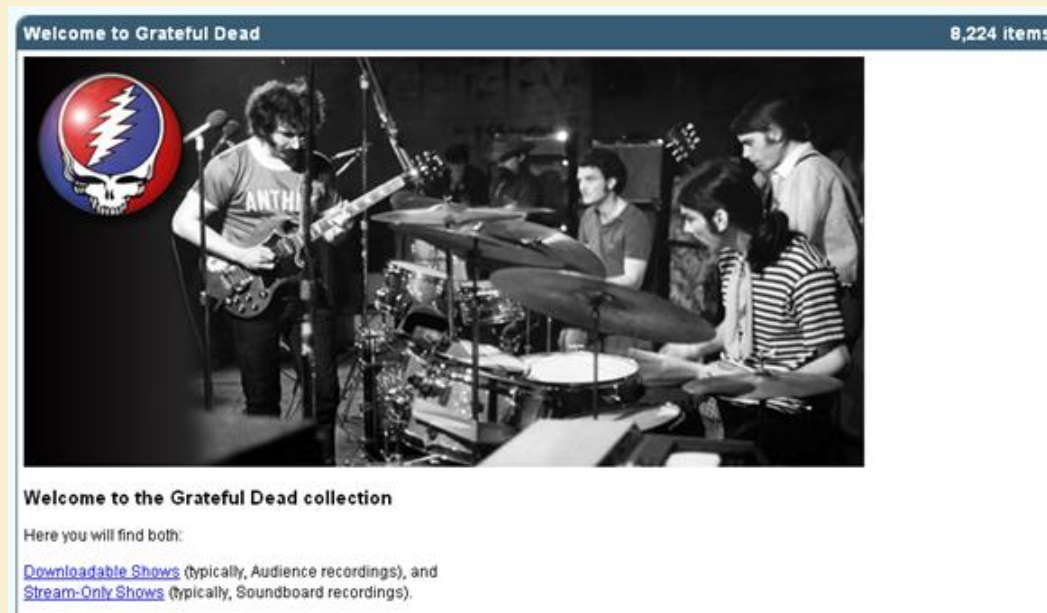 Welcome to Grateful Dead 8,224 items
ANTH
Welcome to the Grateful Dead collection
Here you will find both:
Downloadable Shows (typically, Audience recordings), and
Stream-Only Shows (typically, Soundboard recordings).